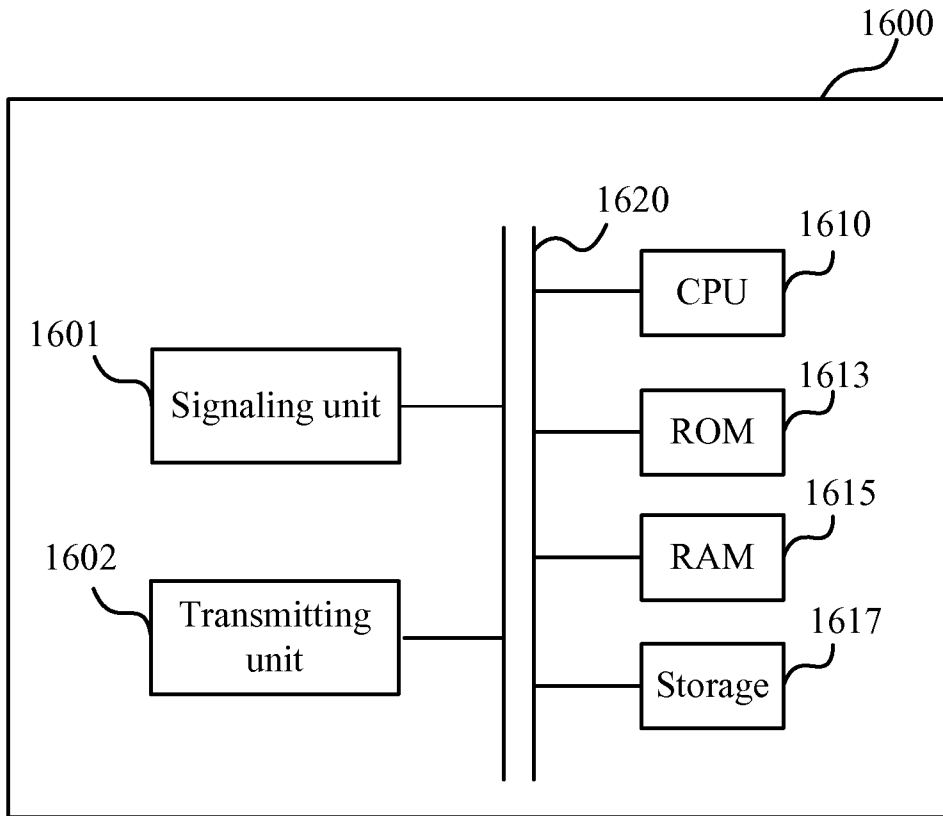 1600
1620
1610
CPU
1601
Signaling unit
1613
ROM
1615
RAM
1602
Transmitting
unit
1617
Storage